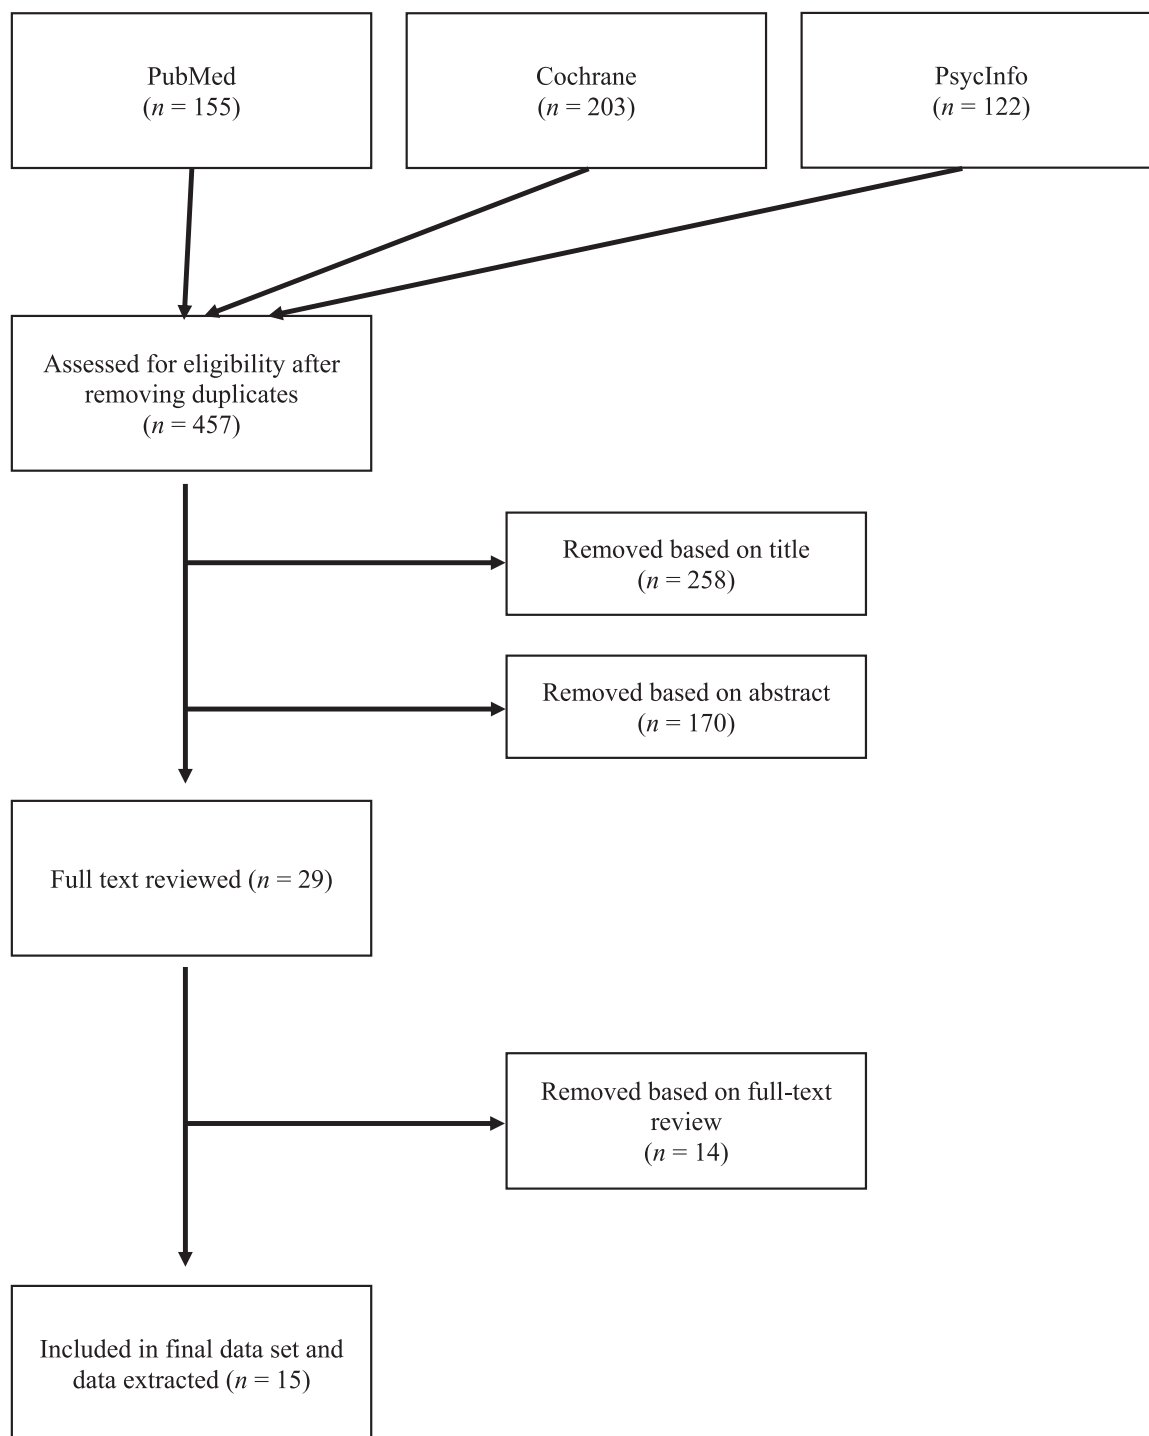 PubMed
(n = 155)
Cochrane
(n = 203)
PsycInfo
(n = 122)
Assessed for eligibility after
removing duplicates
(n = 457)
Removed based on title
(n = 258)
Removed based on abstract
(n = 170)
Full text reviewed (n = 29)
Removed based on full-text
review
(n = 14)
Included in final data set and
data extracted (n = 15)